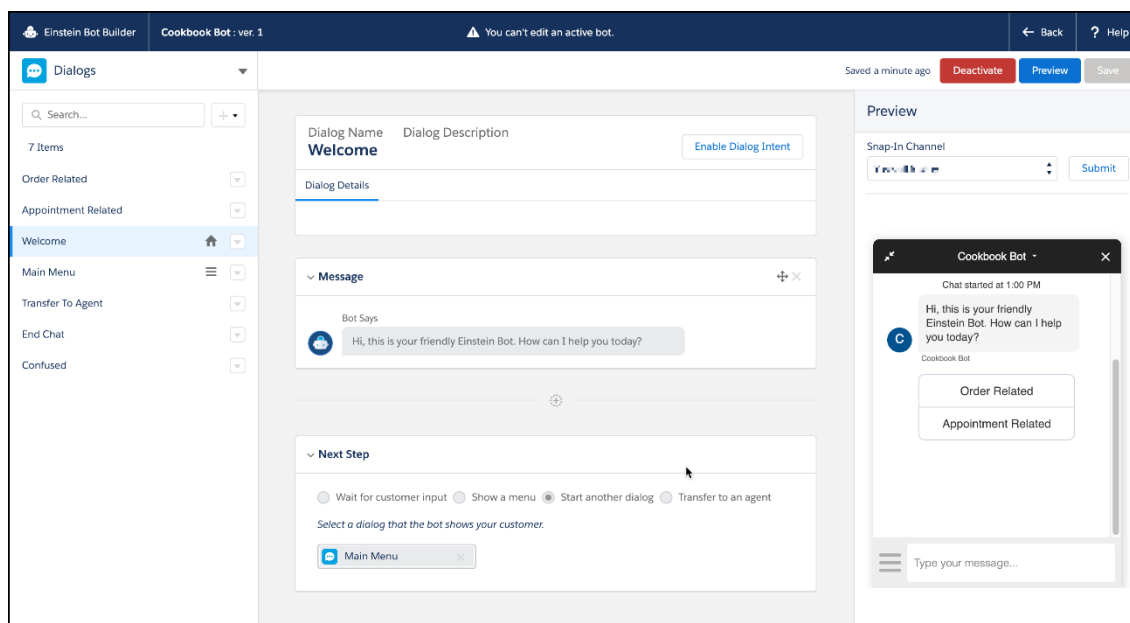 Einstein Bot Builder
Cookbook Bot : ver. 1
You can't edit an active bot.
Back
? Help
Dialogs
Saved a minute ago
Deactivate
Preview
Save
Search...
7 Items
Order Related
Appointment Related
Welcome
Main Menu
Transfer To Agent
End Chat
Confused
Dialog Name Dialog Description
Welcome
Enable Dialog Intent
Dialog Details
Message
Bot Says
Hi, this is your friendly Einstein Bot. How can I help you today?
Next Step
Wait for customer input Show a menu Start another dialog Transfer to an agent
Select a dialog that the bot shows your customer.
Main Menu
Preview
Snap-In Channel
Submit
Cookbook Bot
Chat started at 1:00 PM
Hi, this is your friendly
Einstein Bot. How can I help
you today?
C
Cookbook Bot
Order Related
Appointment Related
Type your message...